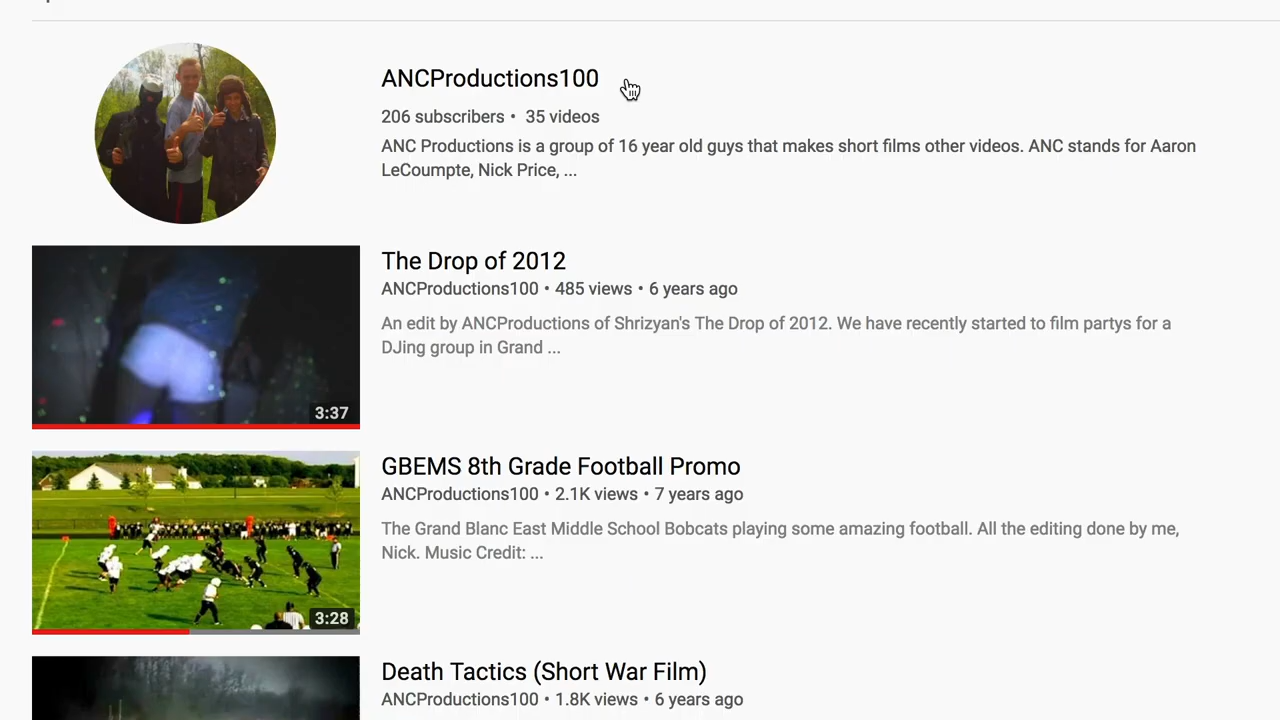 ANCProductions100
206 subscribers • 35 videos
ANC Productions is a group of 16 year old guys that makes short films other videos. ANC stands for Aaron
LeCoumpte, Nick Price, ...
The Drop of 2012
ANCProductions100 • 485 views • 6 years ago
An edit by ANCProductions of Shrizyan's The Drop of 2012. We have recently started to film partys for a
DJing group in Grand ...
3:37
GBEMS 8th Grade Football Promo
ANCProductions100 • 2.1K views • 7 years ago
The Grand Blanc East Middle School Bobcats playing some amazing football. All the editing done by me,
Nick. Music Credit: ...
3:28
Death Tactics (Short War Film)
ANCProductions100 • 1.8K views • 6 years ago